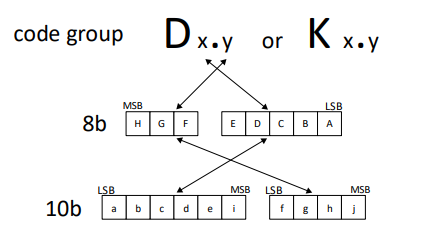 code group D x.y or K x.y
MSB LSB
8b H G F E D C B A
LSB MSB LSB MSB
10b a b c d e i f g h j